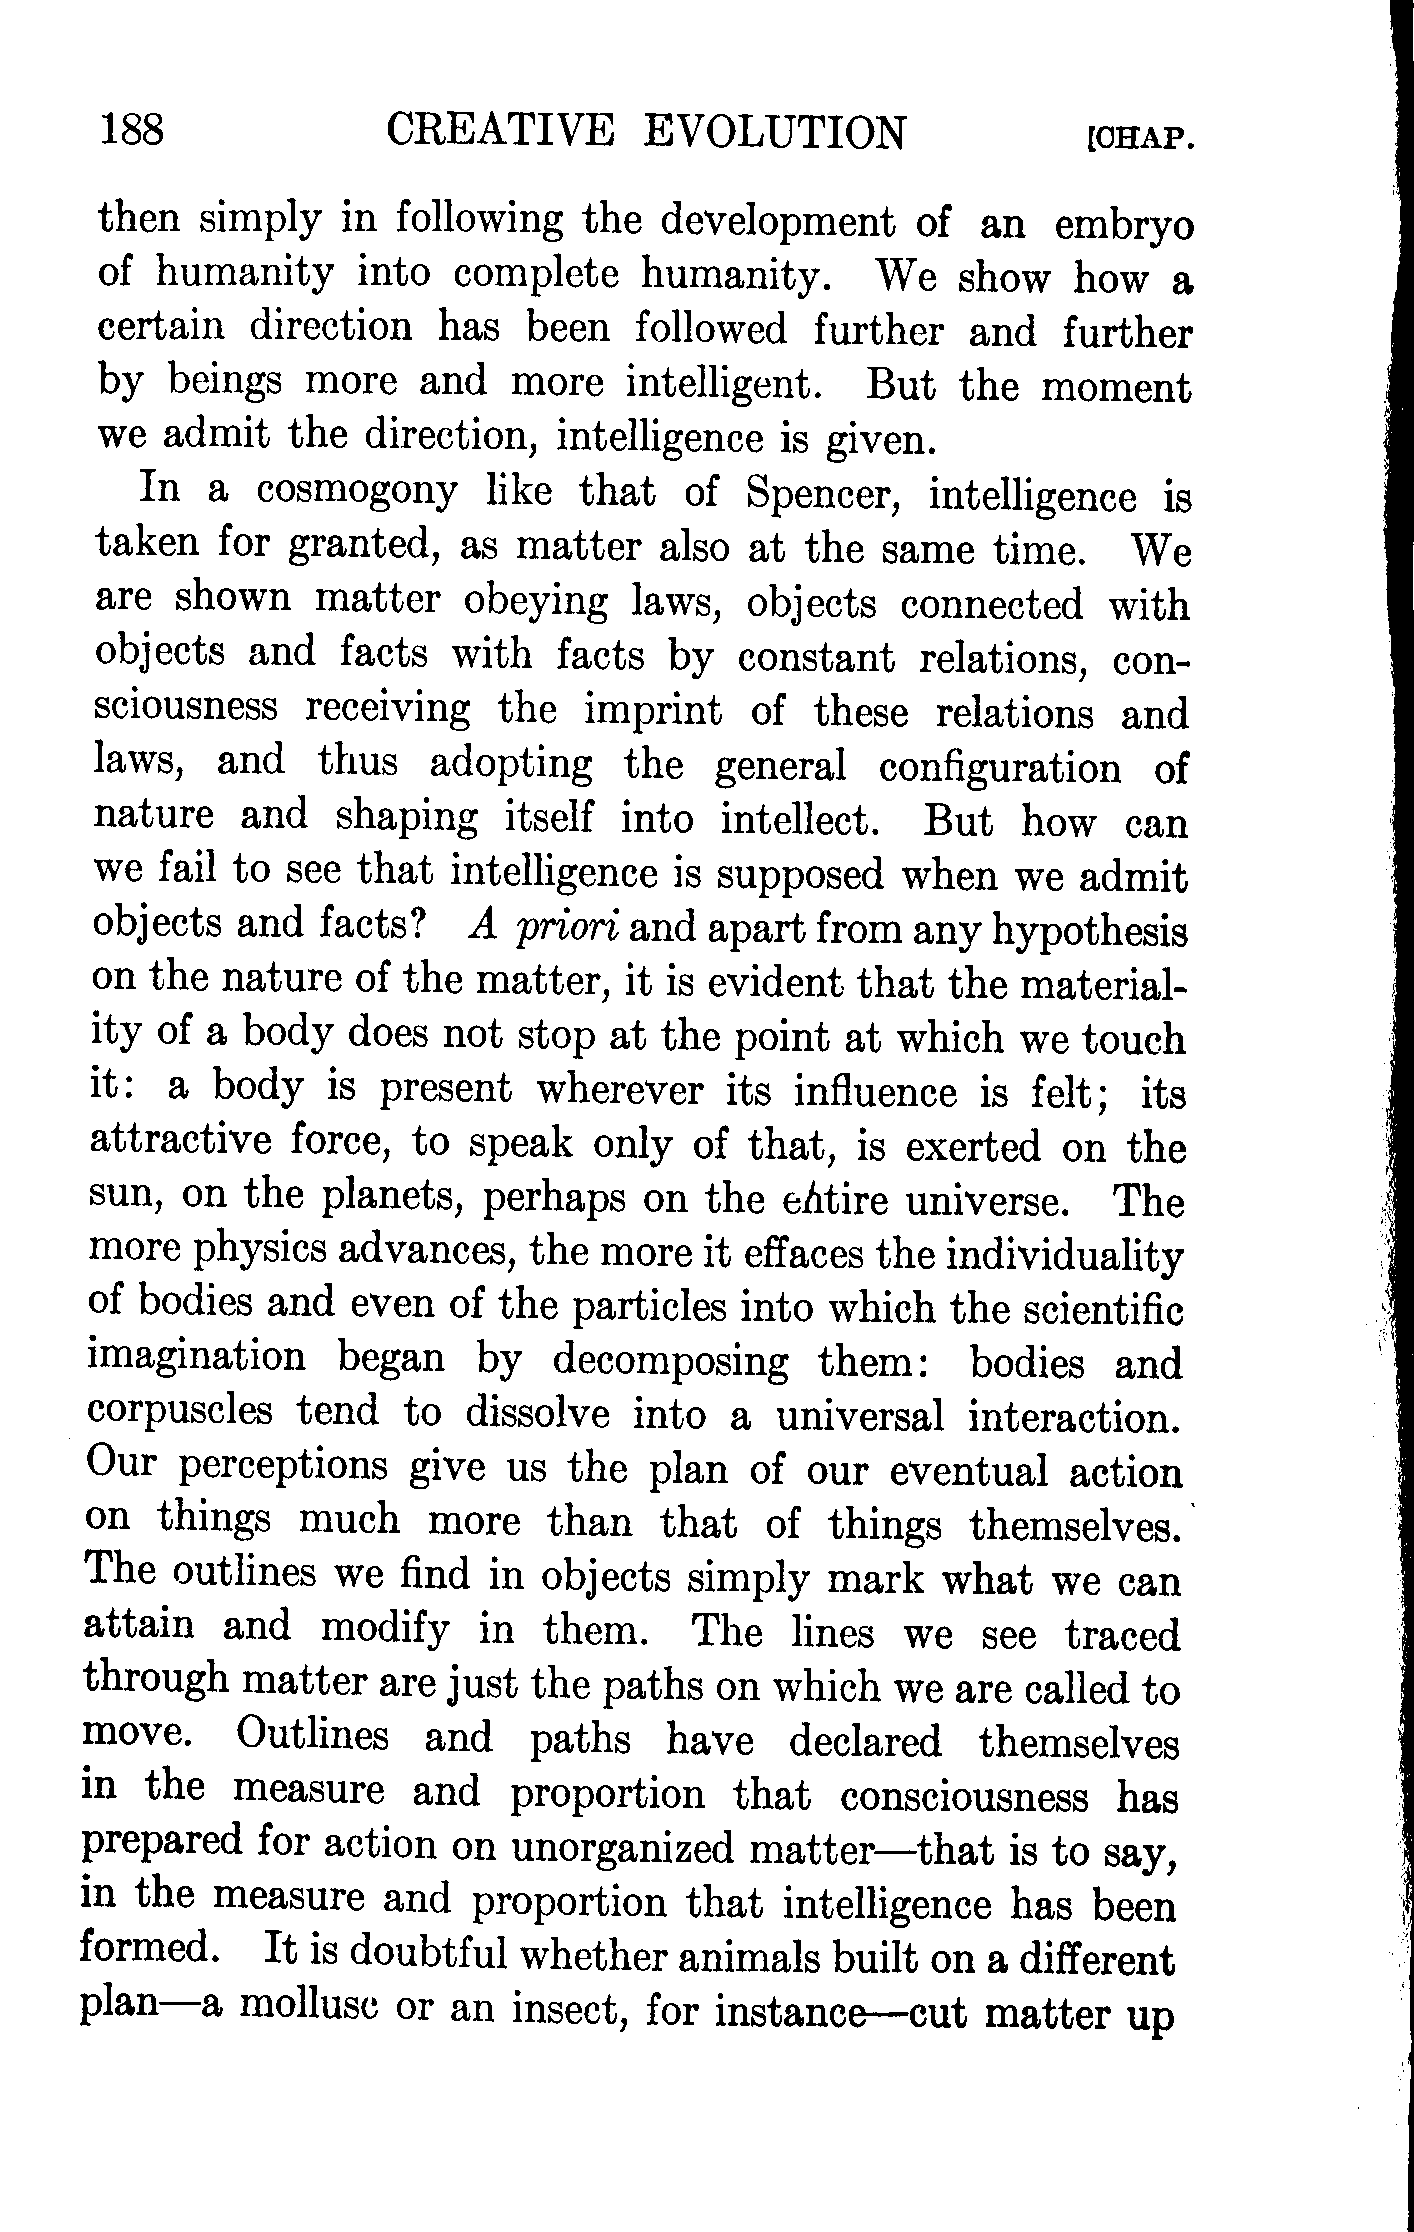 188 CREATIVE EVOLUTION [CHAP.
then simply in following the development of an embryo
of humanity into complete humanity. We show how a
certain direction has been followed further and further
by beings more and more intelligent. But the moment
we admit the direction, intelligence is given.
In a cosmogony like that of Spencer, intelligence is
taken for granted, as matter also at the same time. We
are shown matter obeying laws, objects connected with
objects and facts with facts by constant relations, con-
sciousness receiving the imprint of these relations and
laws, and thus adopting the general configuration of
nature and shaping itself into intellect. But how can
we fail to see that intelligence is supposed when we admit
objects and facts? A priori and apart from any hypothesis
on the nature of the matter, it is evident that the material-
ity of a body does not stop at the point at which we touch
it: a body is present wherever its influence is felt; its
attractive force, to speak only of that, is exerted on the
sun, on the planets, perhaps on the entire universe. The
more physics advances, the more it effaces the individuality
of bodies and even of the particles into which the scientific
imagination began by decomposing them: bodies and
corpuscles tend to dissolve into a universal interaction.
Our perceptions give us the plan of our eventual action
on things much more than that of things themselves.
The outlines we find in objects simply mark what we can
attain and modify in them. The lines we see traced
through matter are just the paths on which we are called to
move. Outlines and paths have declared themselves
in the measure and proportion that consciousness has
prepared for action on unorganized matter—that is to say,
in the measure and proportion that intelligence has been
formed. It is doubtful whether animals built on a different
plan—a mollusc or an insect, for instance—cut matter up